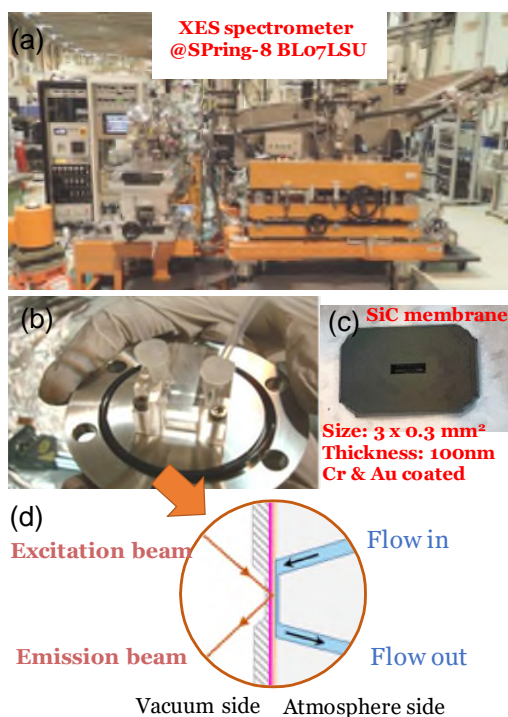 (a)
XES spectrometer
@SPring-8 BL07LSU
(b)
(c)
SiC membrane
Size: 3 x 0.3 mm²
Thickness: 100nm
Cr & Au coated
(d)
Excitation beam
Flow in
Emission beam
Flow out
Vacuum side
Atmosphere side